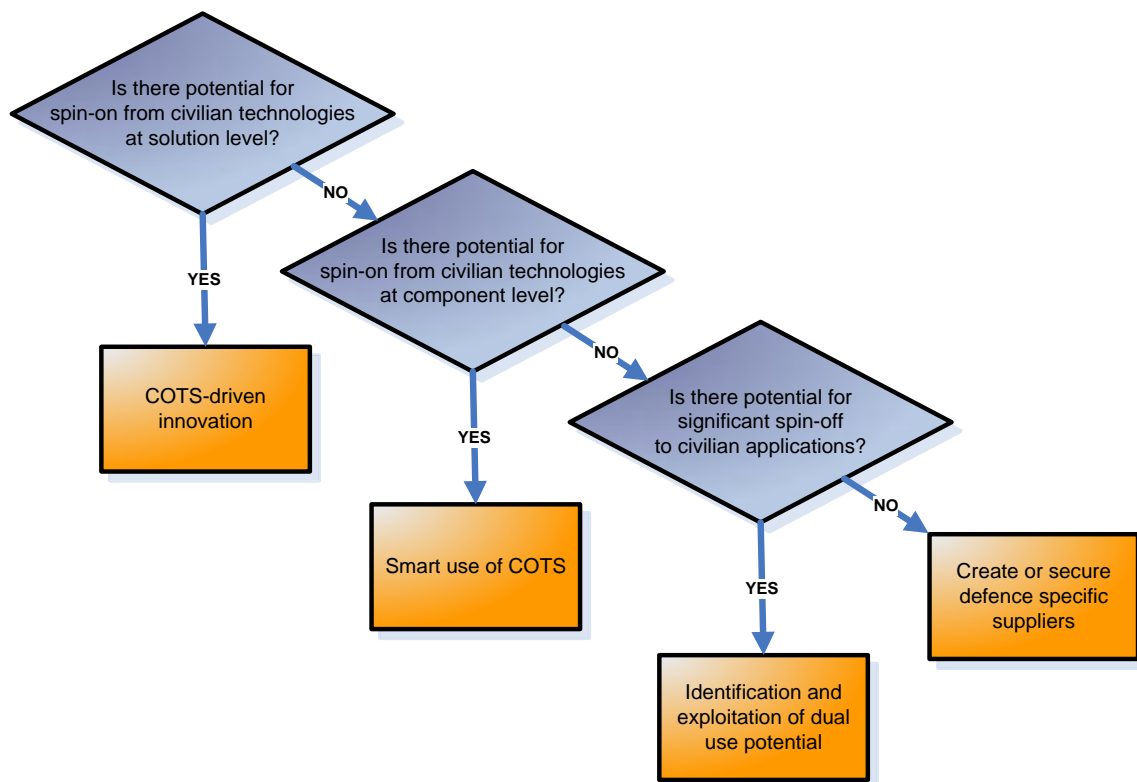 Is there potential for
spin-on from civilian technologies
at solution level?
NO
YES
Is there potential for
spin-on from civilian technologies
at component level?
NO
YES
COTS-driven
innovation
Is there potential for
significant spin-off
to civilian applications?
NO
YES
Smart use of COTS
Create or secure
defence specific
suppliers
Identification and
exploitation of dual
use potential